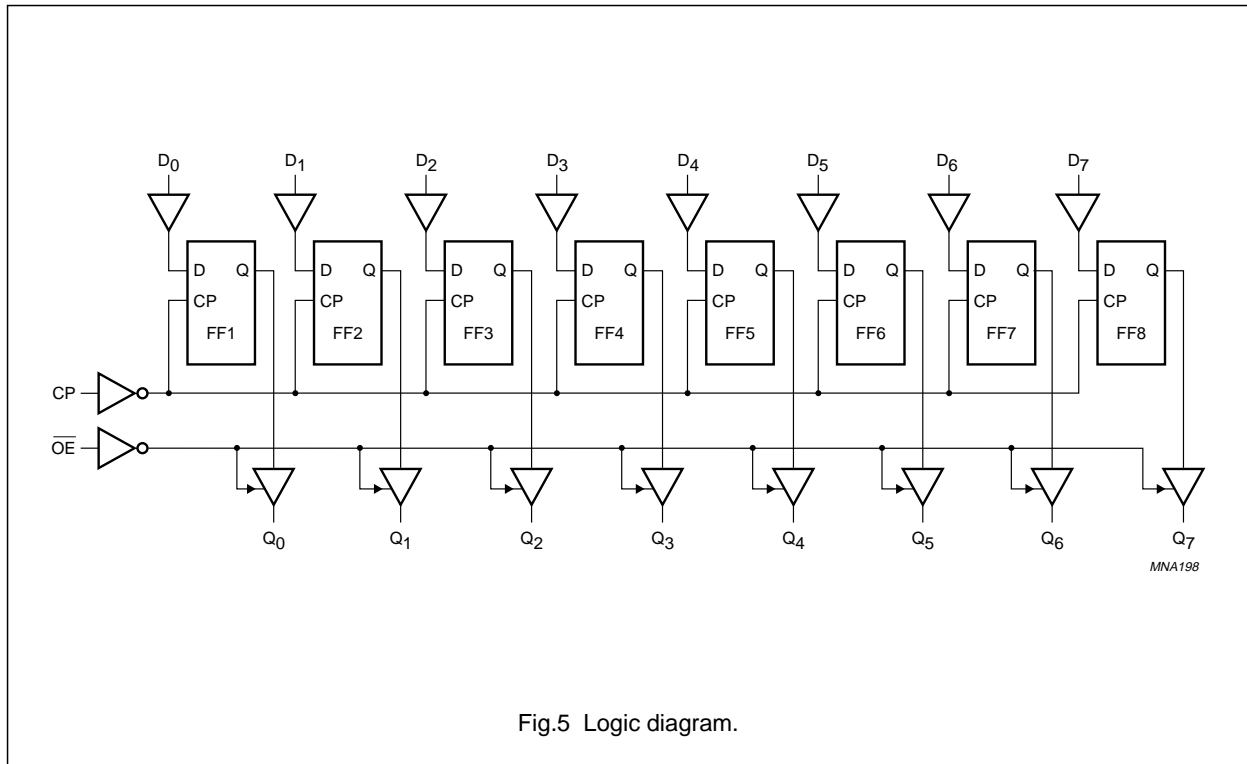 D0 D1 D2 D3 D4 D5 D6 D7
D Q D Q D Q D Q D Q D Q D Q D Q
CP CP CP CP CP CP CP CP
FF1 FF2 FF3 FF4 FF5 FF6 FF7 FF8
CP
OE
Q0 Q1 Q2 Q3 Q4 Q5 Q6 Q7
MNA198
Fig.5 Logic diagram.